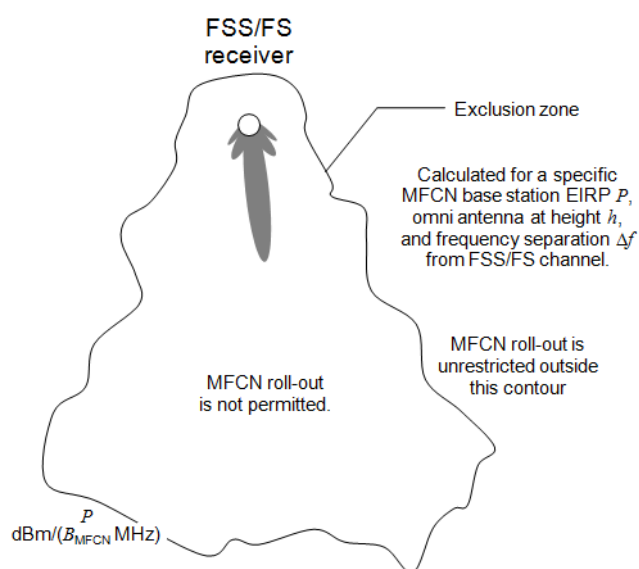 FSS/FS
receiver
Exclusion zone
Calculated for a specific
MFCN base station EIRP P,
omni antenna at height h,
and frequency separation Δf
from FSS/FS channel.
MFCN roll-out is
unrestricted outside
this contour
MFCN roll-out
is not permitted.
P
dBm/(BMFCN MHz)